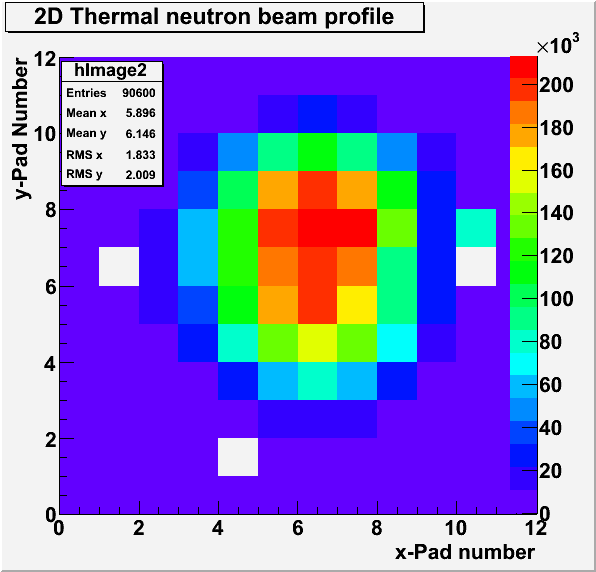 2D Thermal neutron beam profile
×10³
hImage2
Entries 90600
Mean x 5.896
Mean y 6.146
RMS x 1.833
RMS y 2.009
y-Pad Number
12
10
8
6
4
2
0
0 2 4 6 8 10 12
x-Pad number
200
180
160
140
120
100
80
60
40
20
0